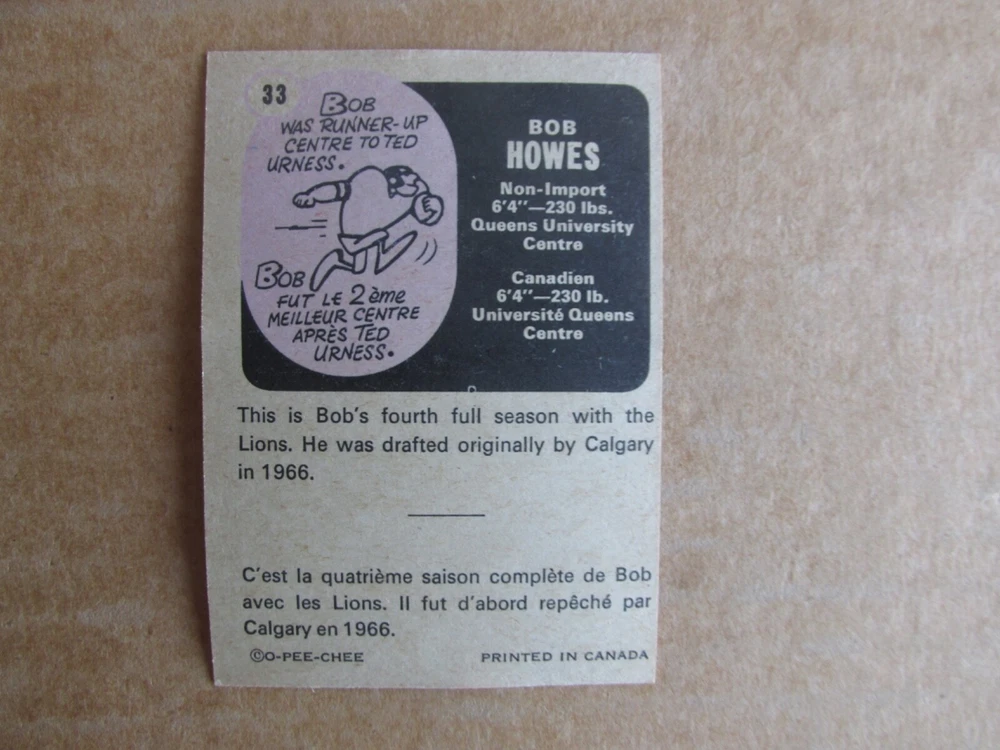 33
BOB
WAS RUNNER-UP
CENTRE TO TED
URNESS.
BOB
FUT LE 2ème
MEILLEUR CENTRE
APRÈS TED
URNESS.
BOB
HOWES
Non-Import
6'4"—230 lbs.
Queens University
Centre
Canadien
6'4"—230 lb.
Université Queens
Centre
This is Bob's fourth full season with the
Lions. He was drafted originally by Calgary
in 1966.
C'est la quatrième saison complète de Bob
avec les Lions. Il fut d'abord repêché par
Calgary en 1966.
©O-PEE-CHEE PRINTED IN CANADA